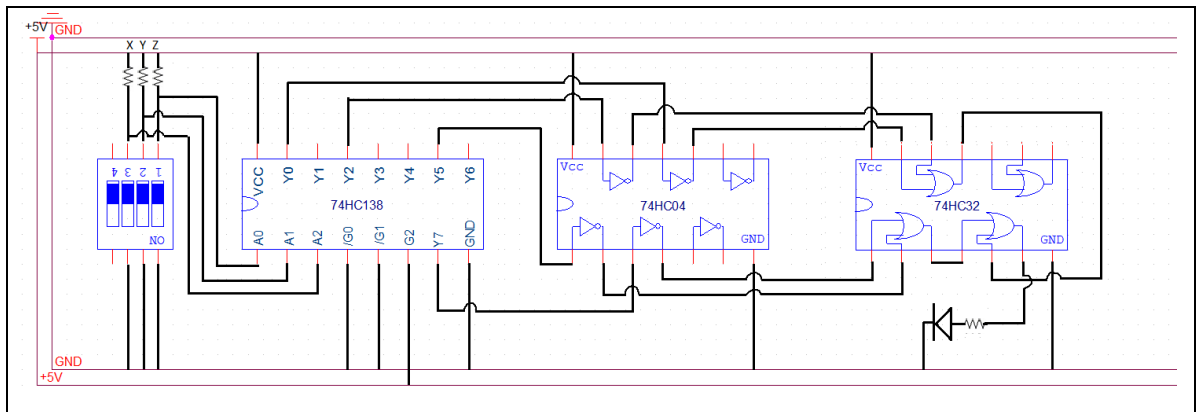 +5V GND
X Y Z
4 3 2 1
NO
VCC Y0 Y1 Y2 Y3 Y4 Y5 Y6
74HC138
A0 A1 A2 /G0 /G1 G2 Y7 GND
Vcc
74HC04
GND
Vcc
74HC32
GND
GND
+5V